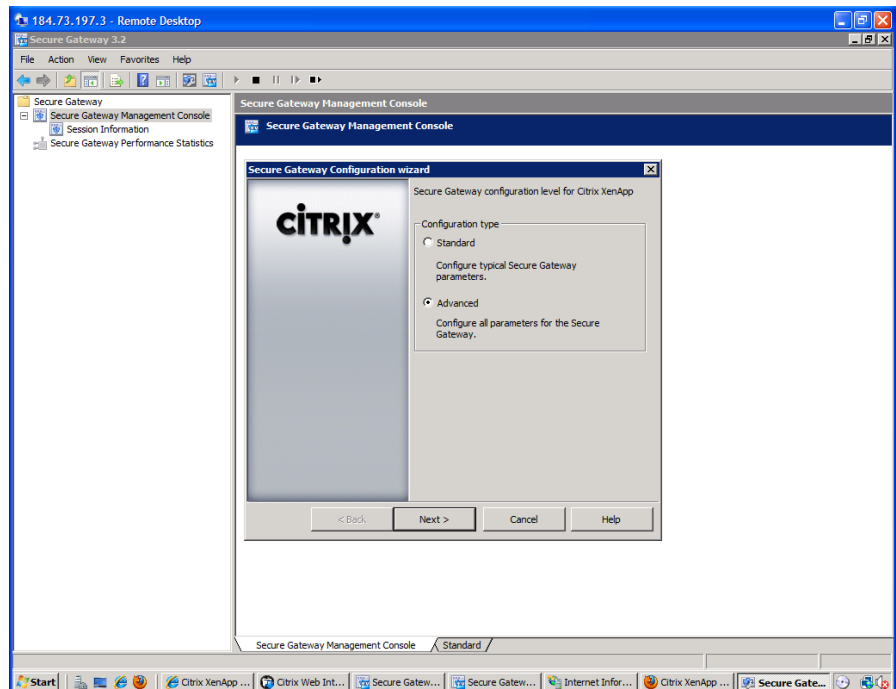 184.73.197.3 - Remote Desktop
Secure Gateway 3.2
File Action View Favorites Help
Secure Gateway
Secure Gateway Management Console
Session Information
Secure Gateway Performance Statistics
Secure Gateway Management Console
Secure Gateway Management Console
Secure Gateway Configuration wizard
CITRIX®
Secure Gateway configuration level for Citrix XenApp
Configuration type
Standard
Configure typical Secure Gateway
parameters.
Advanced
Configure all parameters for the Secure
Gateway.
< Back Next > Cancel Help
Secure Gateway Management Console Standard
Start Citrix XenApp ... Citrix Web Int... Secure Gatew... Secure Gatew... Internet Infor... Citrix XenApp ... Secure Gate...